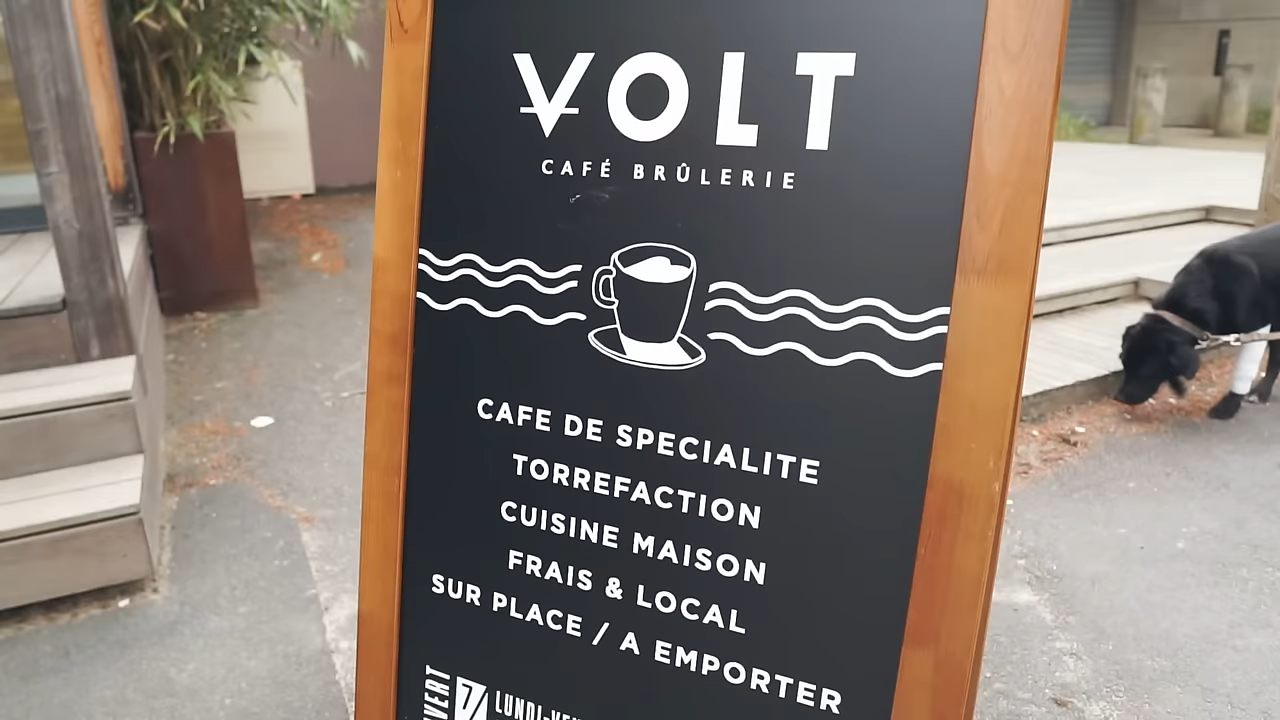 VOLT
CAFÉ BRÛLERIE
CAFE DE SPECIALITE
TORREFACTION
CUISINE MAISON
FRAIS & LOCAL
SUR PLACE / A EMPORTER